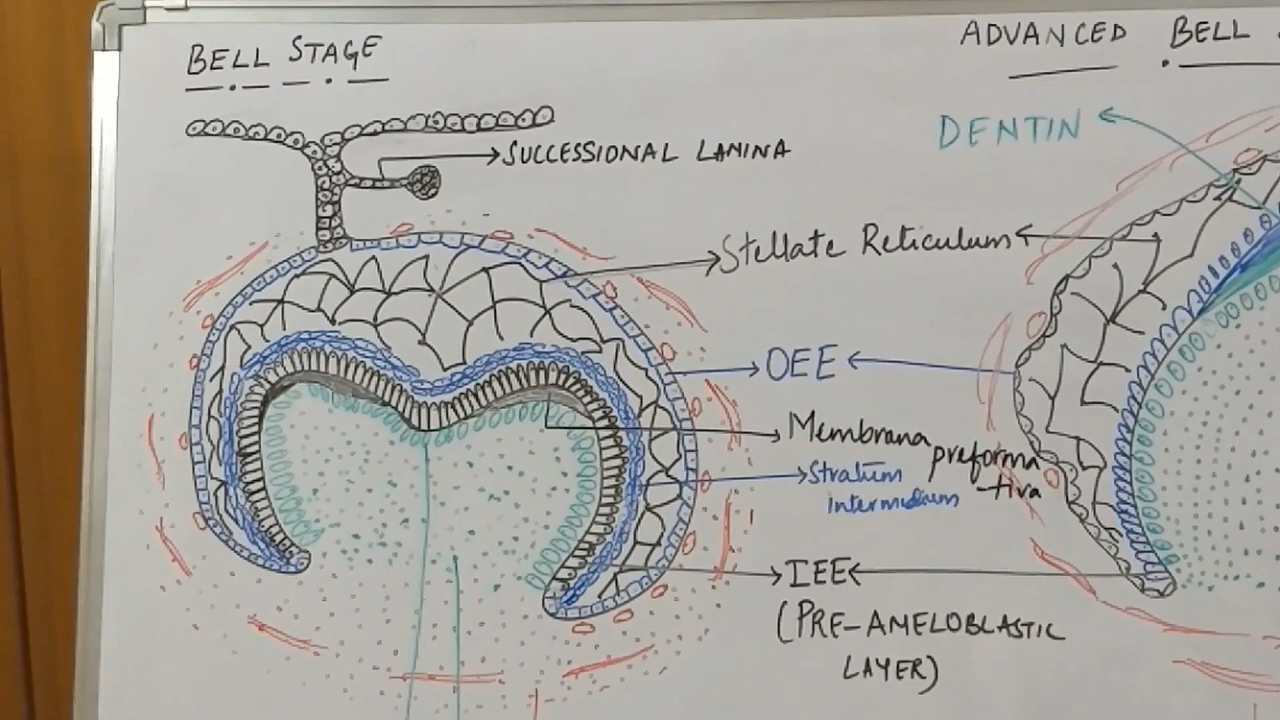 BELL STAGE
ADVANCED BELL
DENTIN
SUCCESSIONAL LAMINA
Stellate Reticulum
OEE
Membrana
preforma
-tiva
Stratum
intermedium
IEE
(PRE-AMELOBLASTIC
LAYER)